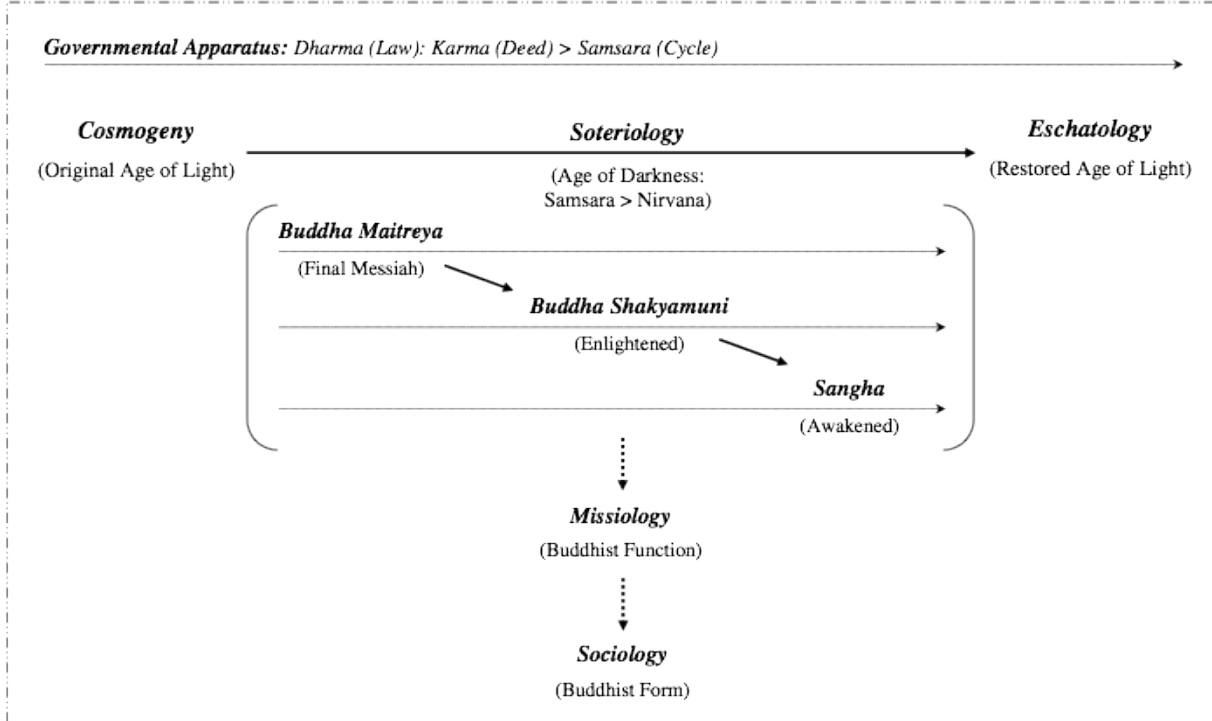 Governmental Apparatus: Dharma (Law): Karma (Deed) > Samsara (Cycle)
Cosmogeny
Soteriology
Eschatology
(Original Age of Light)
(Age of Darkness:
Samsara > Nirvana)
(Restored Age of Light)
Buddha Maitreya
(Final Messiah)
Buddha Shakyamuni
(Enlightened)
Sangha
(Awakened)
Missiology
(Buddhist Function)
Sociology
(Buddhist Form)